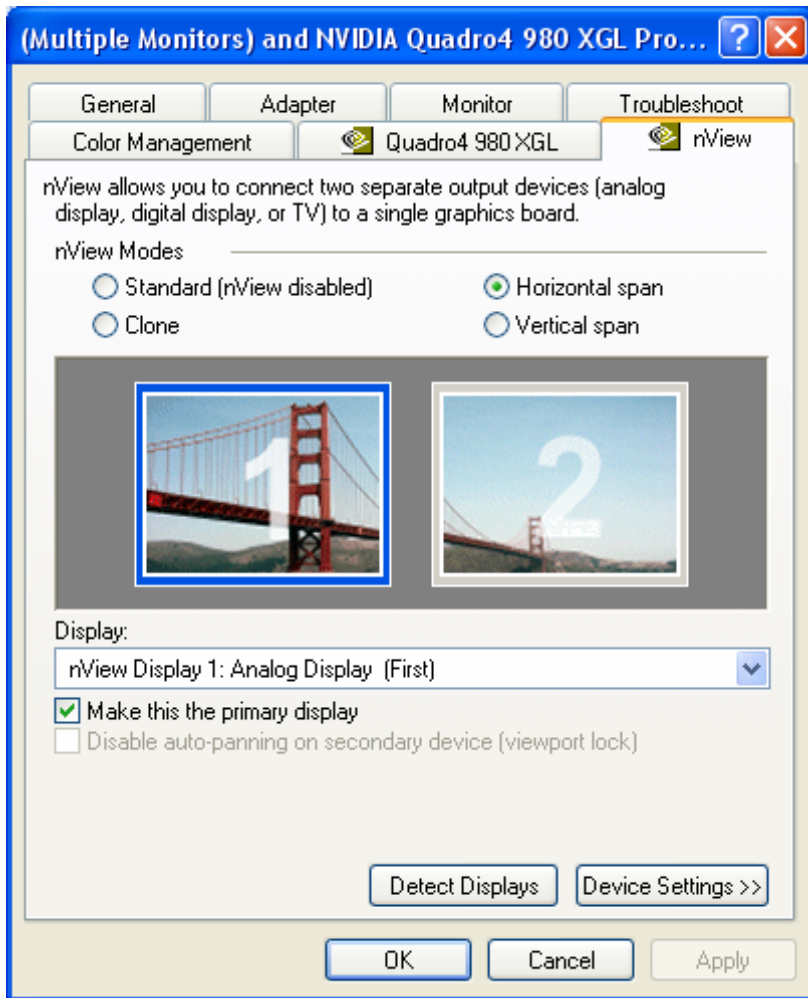 (Multiple Monitors) and NVIDIA Quadro4 980 XGL Pro...
General Adapter Monitor Troubleshoot
Color Management Quadro4 980 XGL nView
nView allows you to connect two separate output devices (analog
display, digital display, or TV) to a single graphics board.
nView Modes
Standard (nView disabled) Horizontal span
Clone Vertical span
1 2
Display:
nView Display 1: Analog Display (First)
Make this the primary display
Disable auto-panning on secondary device (viewport lock)
Detect Displays Device Settings >>
OK Cancel Apply